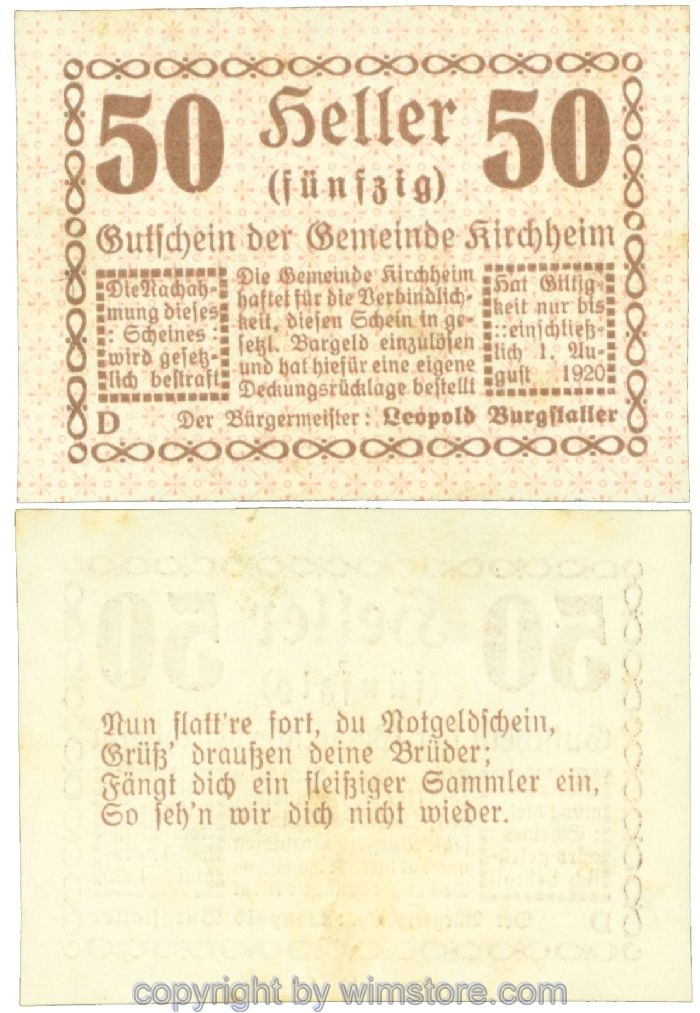 50 Heller 50
(fünfzig)
Gutschein der Gemeinde Kirchheim
Die Nachah-
mung dieses
: Scheines :
wird gesetz-
lich bestraft
Die Gemeinde Kirchheim
haftet für die Verbindlich-
keit, diesen Schein in ge-
setzl. Bargeld einzulösen
und hat hiefür eine eigene
Deckungsrücklage bestellt
Hat Giltig-
keit nur bis
::einschließ-
lich 1. Au-
gust 1920
D Der Bürgermeister: Leopold Burgstaller
Nun flatt're fort, du Notgeldschein,
Grüß' draußen deine Brüder;
Fängt dich ein fleißiger Sammler ein,
So seh'n wir dich nicht wieder.
copyright by wimstore.com